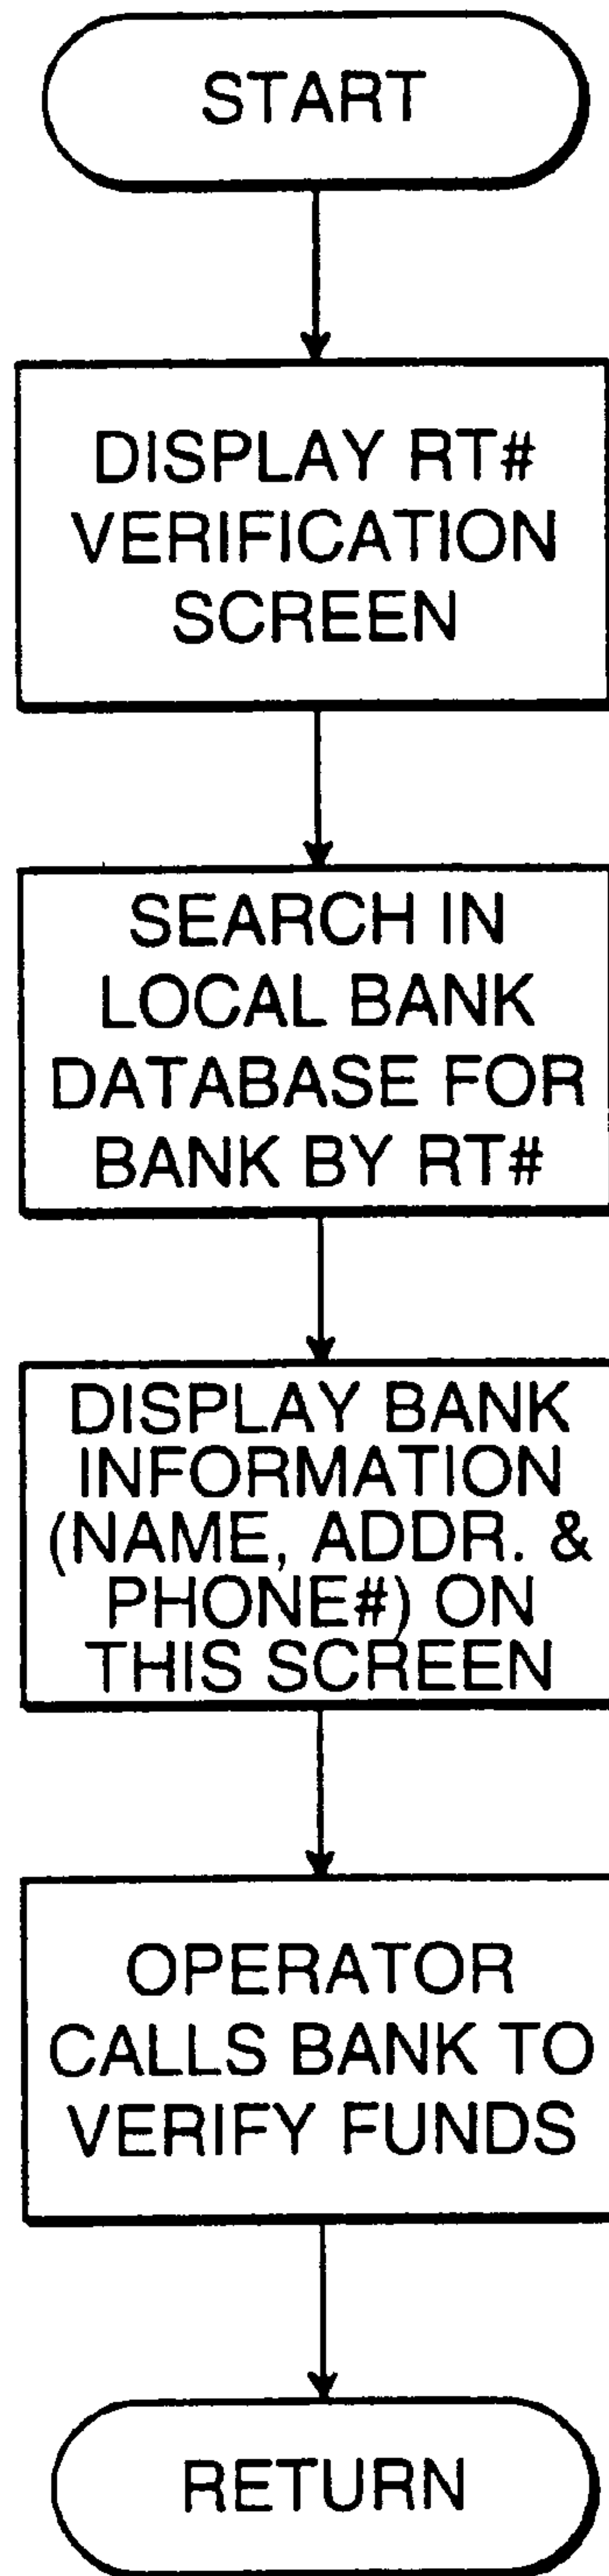 START
DISPLAY RT#
VERIFICATION
SCREEN
SEARCH IN
LOCAL BANK
DATABASE FOR
BANK BY RT#
DISPLAY BANK
INFORMATION
(NAME, ADDR. &
PHONE#) ON
THIS SCREEN
OPERATOR
CALLS BANK TO
VERIFY FUNDS
RETURN